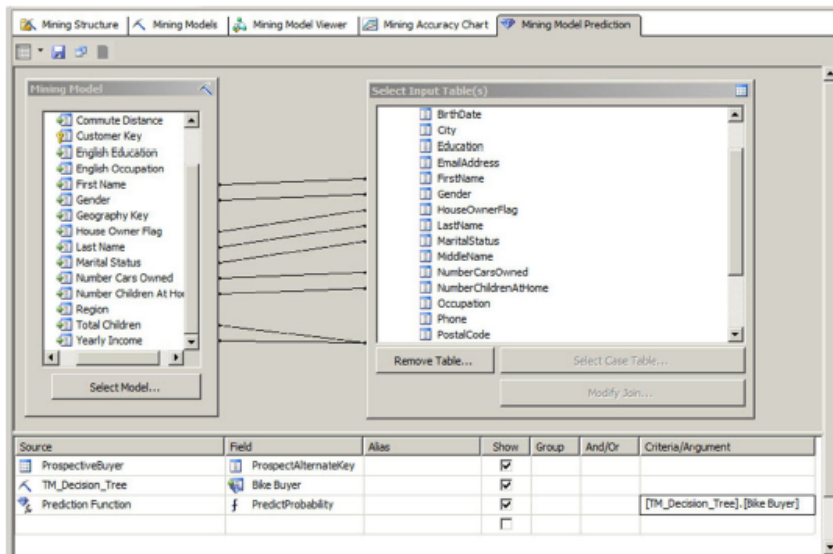 Mining Structure Mining Models Mining Model Viewer Mining Accuracy Chart Mining Model Prediction
Mining Model
Commute Distance
Customer Key
English Education
English Occupation
First Name
Gender
Geography Key
House Owner Flag
Last Name
Marital Status
Number Cars Owned
Number Children At Ho
Region
Total Children
Yearly Income
Select Model...
Select Input Table(s)
BirthDate
City
Education
EmailAddress
FirstName
Gender
HouseOwnerFlag
LastName
MaritalStatus
MiddleName
NumberCarsOwned
NumberChildrenAtHome
Occupation
Phone
PostalCode
Remove Table... Select Case Table...
Modify Join...
Source Field Alias Show Group And/Or Criteria/Argument
ProspectiveBuyer ProspectAlternateKey
TM_Decision_Tree Bike Buyer
Prediction Function PredictProbability [TM_Decision_Tree].[Bike Buyer]